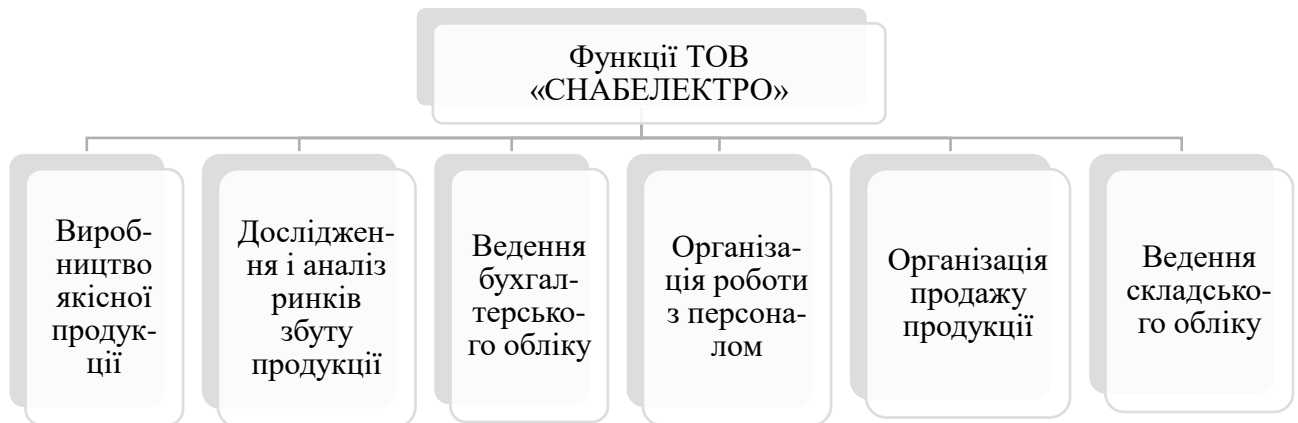 Функції ТОВ
«СНАБЕЛЕКТРО»
Вироб-
ництво
якісної
продук-
ції
Дослiджен-
ня і аналіз
ринків
збуту
продукції
Ведення
бухгал-
терсько-
го обліку
Організа-
ція роботи
з персона-
лом
Організація
продажу
продукції
Ведення
складсько-
го обліку